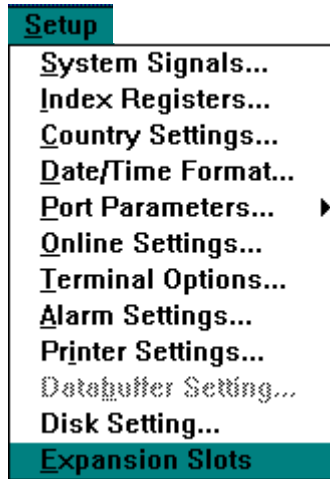 Setup
System Signals...
Index Registers...
Country Settings...
Date/Time Format...
Port Parameters...
Online Settings...
Terminal Options...
Alarm Settings...
Printer Settings...
Databuffer Setting...
Disk Setting...
Expansion Slots